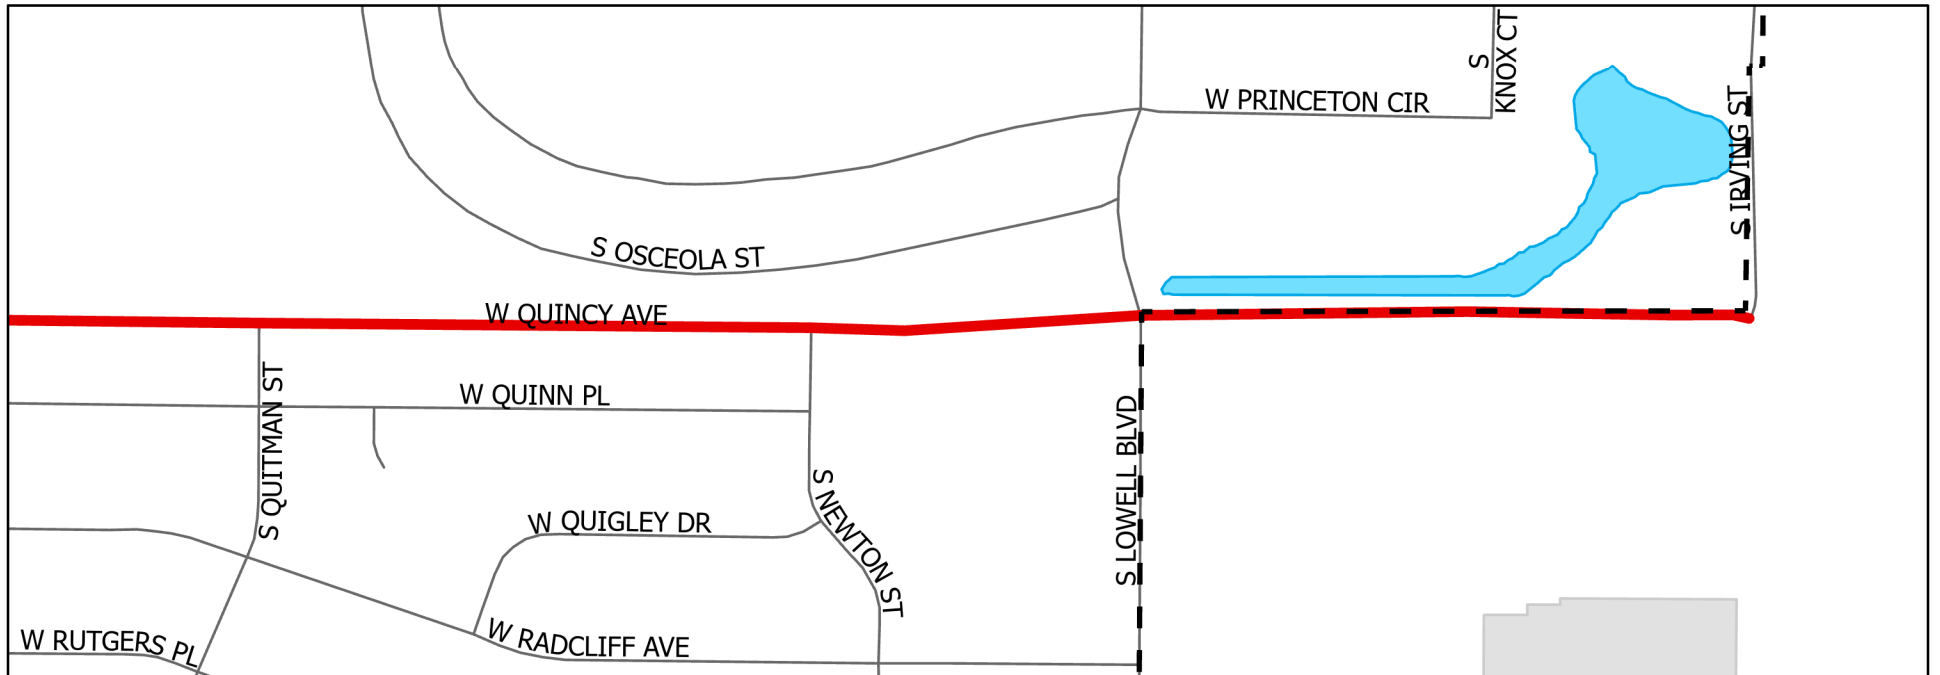 S
KNOX CT
W PRINCETON CIR
S IRVING ST
S OSCEOLA ST
W QUINCY AVE
S QUITMAN ST
W QUINN PL
S LOWELL BLVD
S NEWTON ST
W QUIGLEY DR
W RUTGERS PL
W RADCLIFF AVE